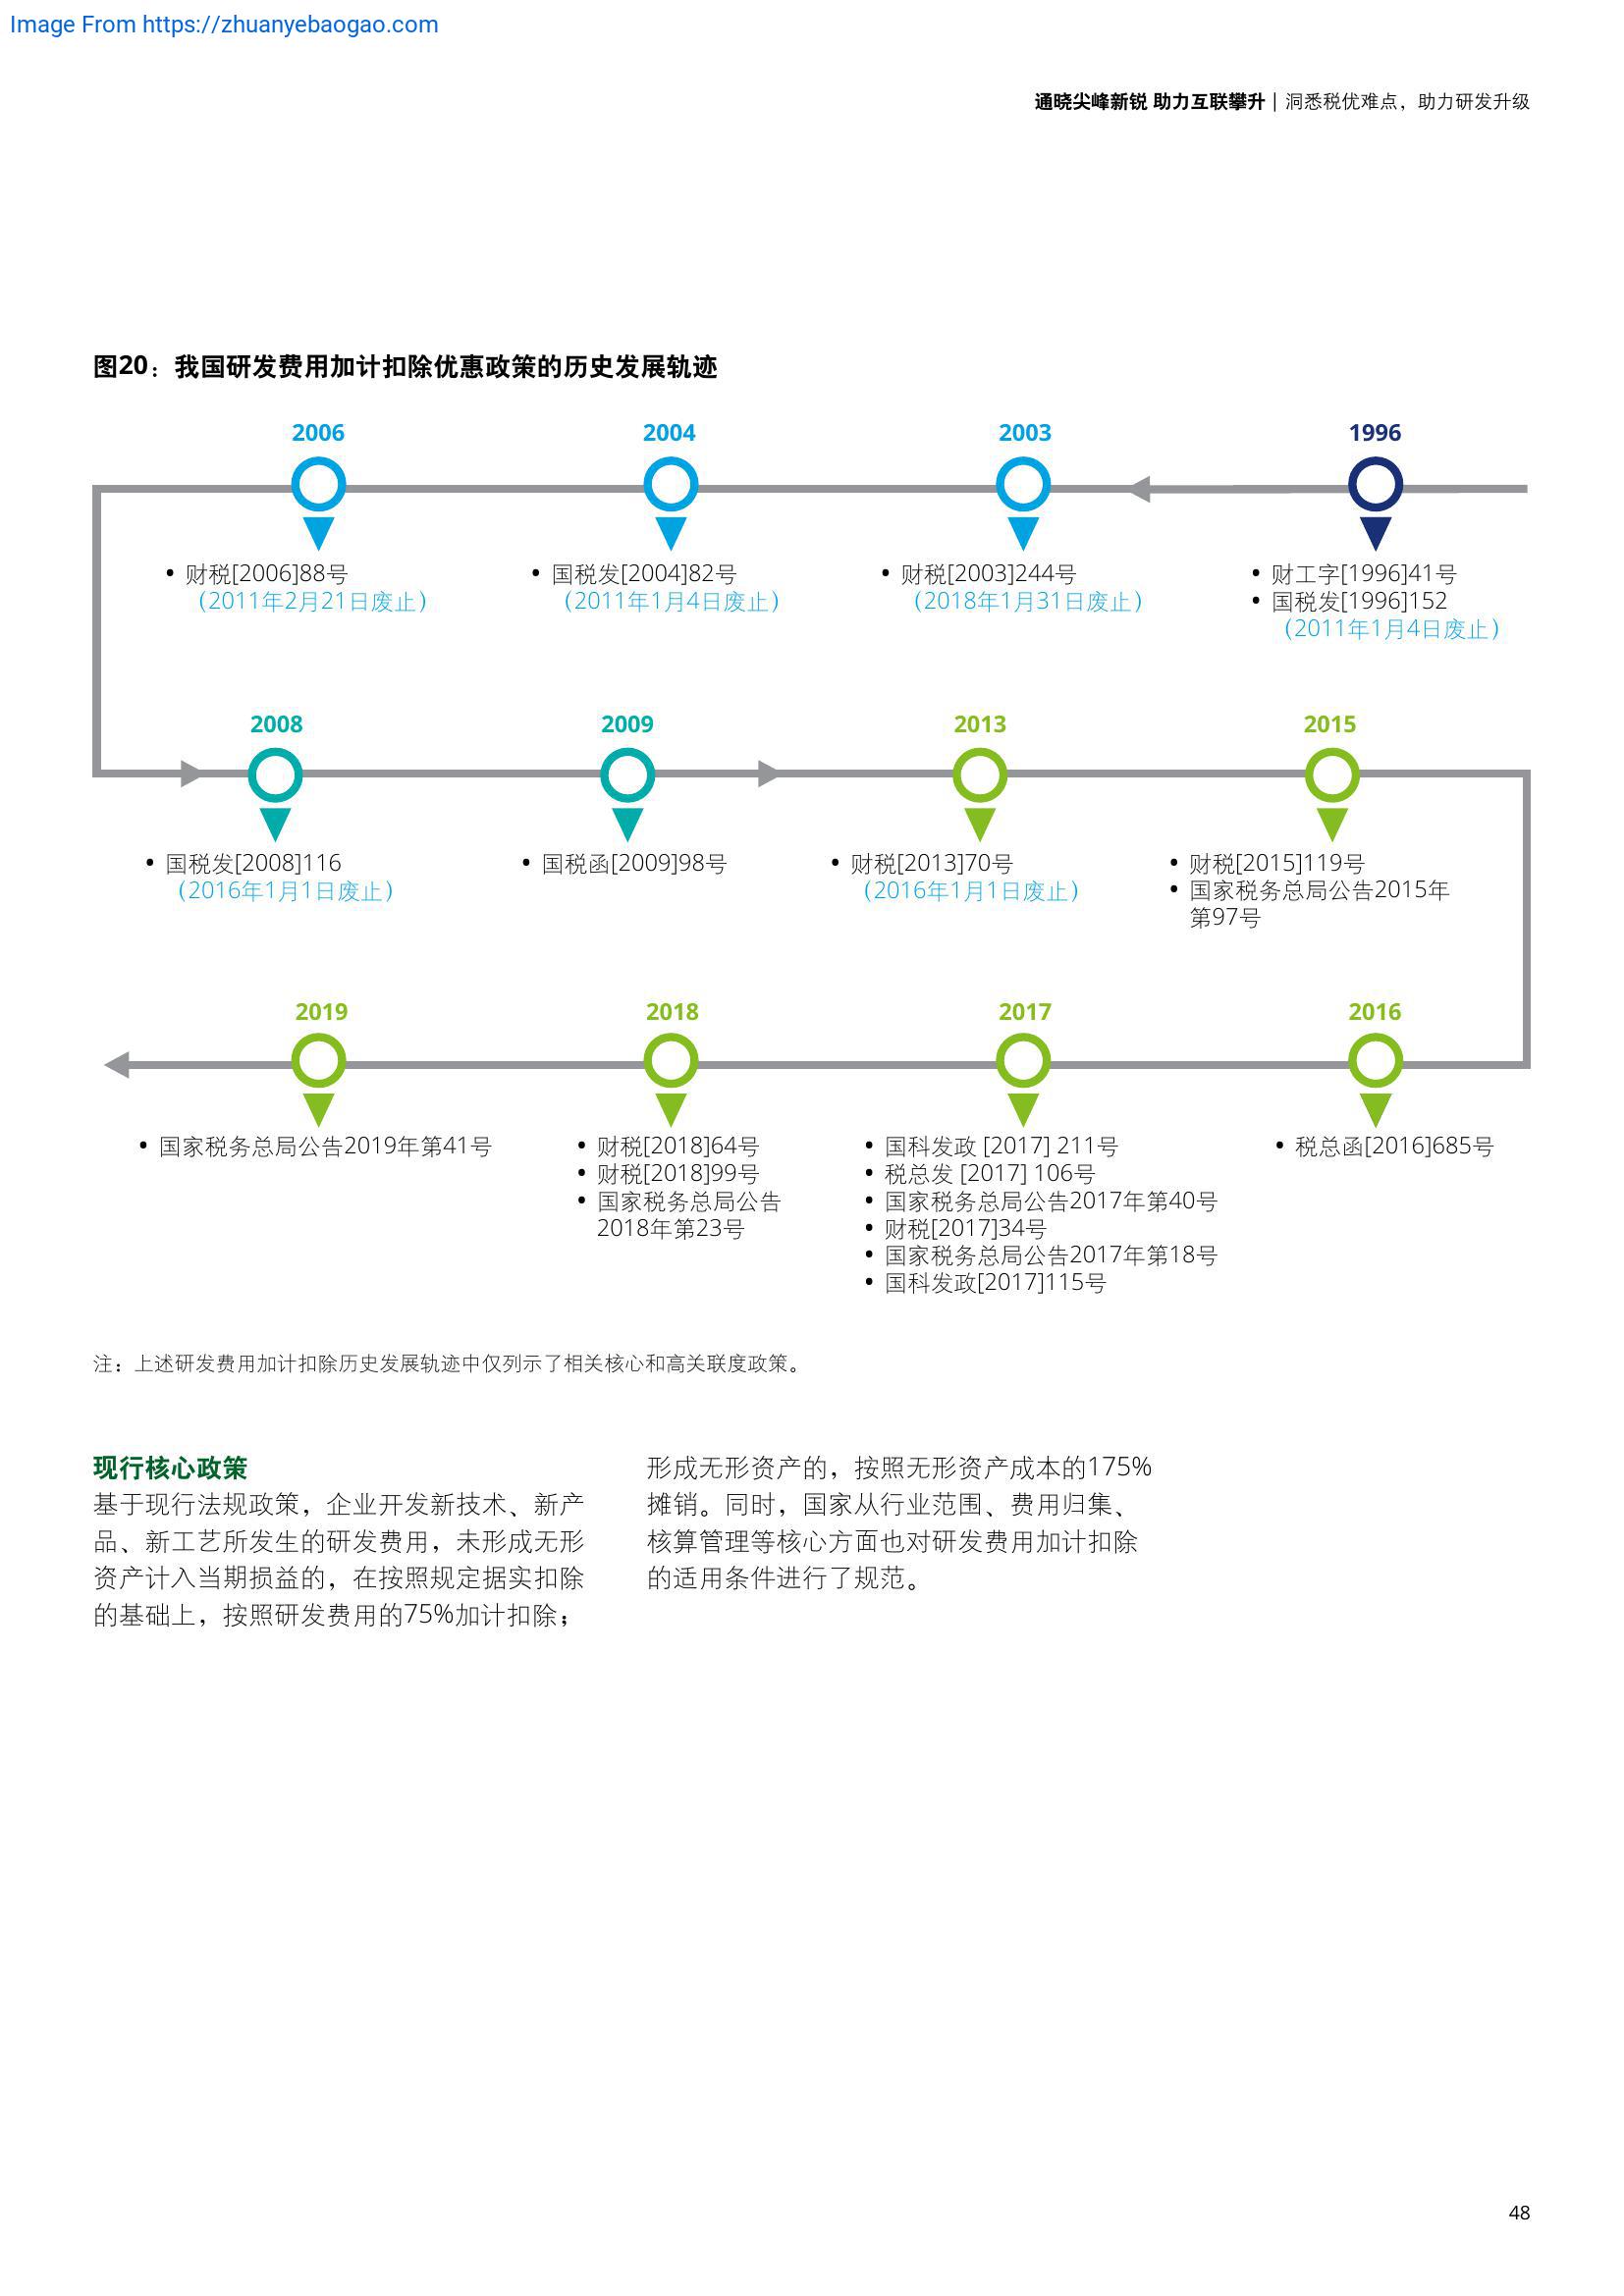 Image From https://zhuanyebaogao.com
通晓尖峰新锐 助力互联攀升 | 洞悉税优难点，助力研发升级
图20：我国研发费用加计扣除优惠政策的历史发展轨迹
2006
2004
2003
1996
• 财税[2006]88号
（2011年2月21日废止）
• 国税发[2004]82号
（2011年1月4日废止）
• 财税[2003]244号
（2018年1月31日废止）
• 财工字[1996]41号
• 国税发[1996]152
（2011年1月4日废止）
2008
2009
2013
2015
• 国税发[2008]116
（2016年1月1日废止）
• 国税函[2009]98号
• 财税[2013]70号
（2016年1月1日废止）
• 财税[2015]119号
• 国家税务总局公告2015年
第97号
2019
2018
2017
2016
• 国家税务总局公告2019年第41号
• 财税[2018]64号
• 财税[2018]99号
• 国家税务总局公告
2018年第23号
• 国科发政 [2017] 211号
• 税总发 [2017] 106号
• 国家税务总局公告2017年第40号
• 财税[2017]34号
• 国家税务总局公告2017年第18号
• 国科发政[2017]115号
• 税总函[2016]685号
注：上述研发费用加计扣除历史发展轨迹中仅列示了相关核心和高关联度政策。
现行核心政策
基于现行法规政策，企业开发新技术、新产
品、新工艺所发生的研发费用，未形成无形
资产计入当期损益的，在按照规定据实扣除
的基础上，按照研发费用的75%加计扣除；
形成无形资产的，按照无形资产成本的175%
摊销。同时，国家从行业范围、费用归集、
核算管理等核心方面也对研发费用加计扣除
的适用条件进行了规范。
48